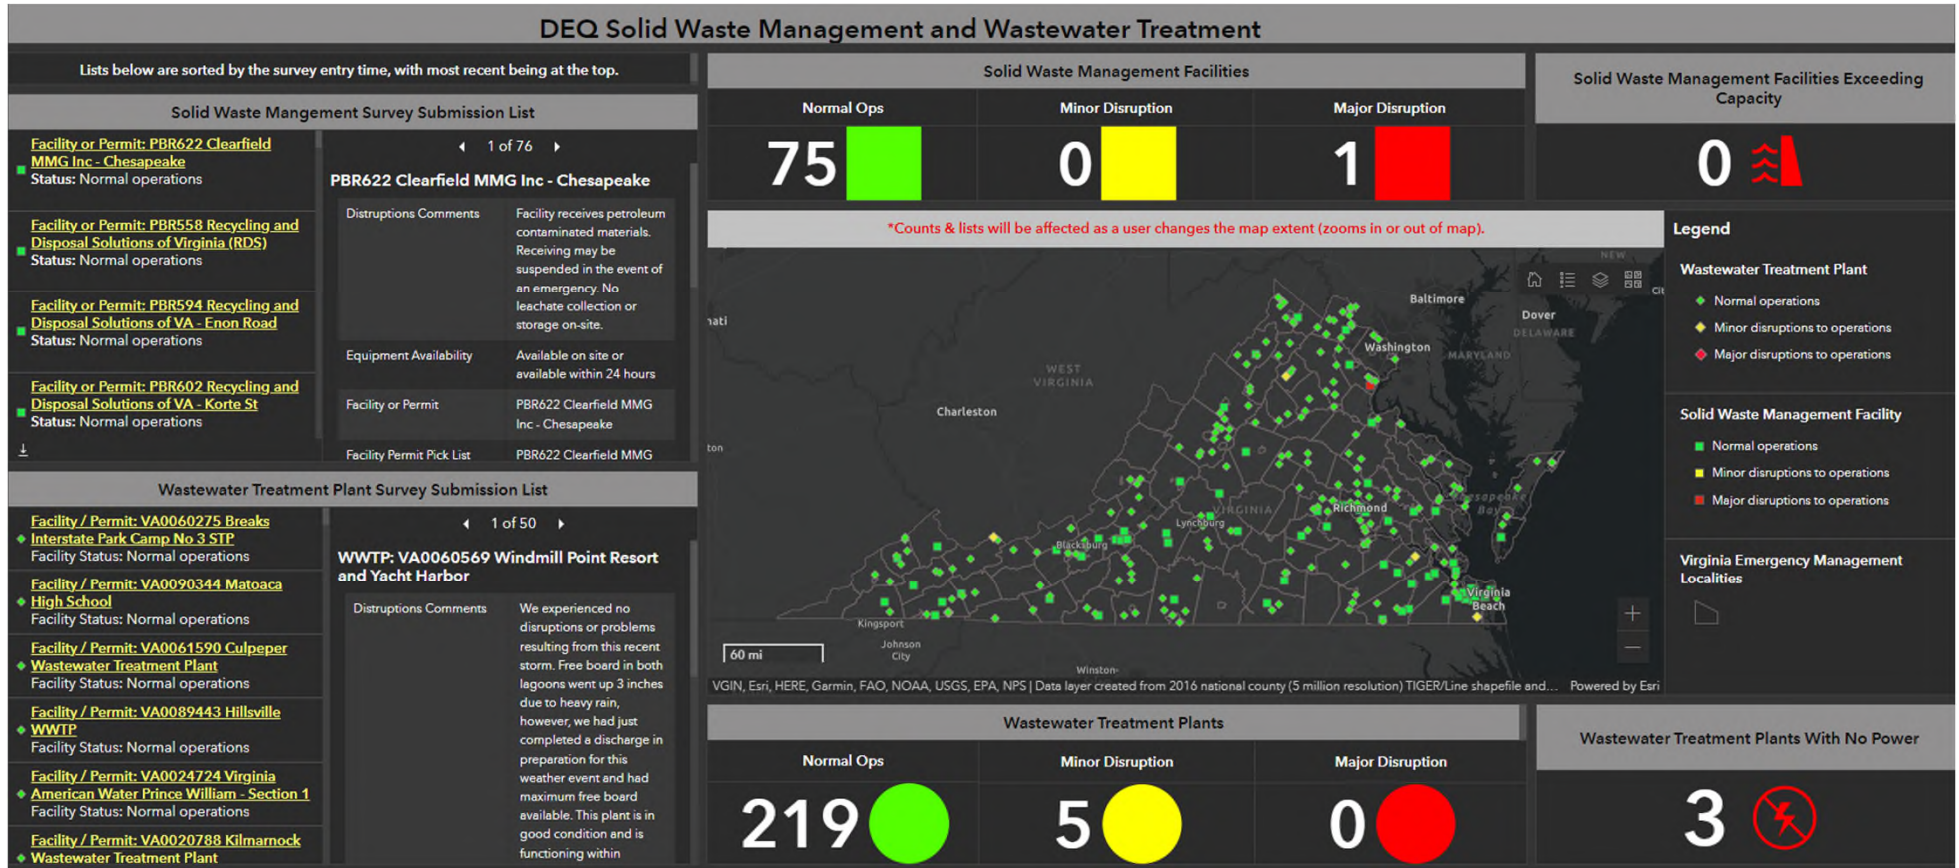 DEQ Solid Waste Management and Wastewater Treatment
Lists below are sorted by the survey entry time, with most recent being at the top.
Solid Waste Mangement Survey Submission List
Facility or Permit: PBR622 Clearfield
MMG Inc - Chesapeake
Status: Normal operations
Facility or Permit: PBR558 Recycling and
Disposal Solutions of Virginia (RDS)
Status: Normal operations
Facility or Permit: PBR594 Recycling and
Disposal Solutions of VA - Enon Road
Status: Normal operations
Facility or Permit: PBR602 Recycling and
Disposal Solutions of VA - Korte St
Status: Normal operations
1 of 76
PBR622 Clearfield MMG Inc - Chesapeake
Distruptions Comments
Facility receives petroleum
contaminated materials.
Receiving may be
suspended in the event of
an emergency. No
leachate collection or
storage on-site.
Equipment Availability
Available on site or
available within 24 hours
Facility or Permit
PBR622 Clearfield MMG
Inc - Chesapeake
Facility Permit Pick List
PBR622 Clearfield MMG
Wastewater Treatment Plant Survey Submission List
Facility / Permit: VA0060275 Breaks
Interstate Park Camp No 3 STP
Facility Status: Normal operations
Facility / Permit: VA0090344 Matoaca
High School
Facility Status: Normal operations
Facility / Permit: VA0061590 Culpeper
Wastewater Treatment Plant
Facility Status: Normal operations
Facility / Permit: VA0089443 Hillsville
WWTP
Facility Status: Normal operations
Facility / Permit: VA0024724 Virginia
American Water Prince William - Section 1
Facility Status: Normal operations
Facility / Permit: VA0020788 Kilmarnock
Wastewater Treatment Plant
1 of 50
WWTP: VA0060569 Windmill Point Resort
and Yacht Harbor
Distruptions Comments
We experienced no
disruptions or problems
resulting from this recent
storm. Free board in both
lagoons went up 3 inches
due to heavy rain,
however, we had just
completed a discharge in
preparation for this
weather event and had
maximum free board
available. This plant is in
good condition and is
functioning within
Solid Waste Management Facilities
Normal Ops
75
Minor Disruption
0
Major Disruption
1
Solid Waste Management Facilities Exceeding
Capacity
0
*Counts & lists will be affected as a user changes the map extent (zooms in or out of map).
NEW
Cit
Baltimore
Dover
DELAWARE
nati
Washington
MARYLAND
WEST
VIRGINIA
Charleston
ton
Chesapeake
Bay
Richmond
VIRGINIA
Lynchburg
Blacksburg
Virginia
Beach
Kingsport
Johnson
City
Winston-
60 mi
VGIN, Esri, HERE, Garmin, FAO, NOAA, USGS, EPA, NPS | Data layer created from 2016 national county (5 million resolution) TIGER/Line shapefile and...
Powered by Esri
Legend
Wastewater Treatment Plant
Normal operations
Minor disruptions to operations
Major disruptions to operations
Solid Waste Management Facility
Normal operations
Minor disruptions to operations
Major disruptions to operations
Virginia Emergency Management
Localities
Wastewater Treatment Plants
Normal Ops
219
Minor Disruption
5
Major Disruption
0
Wastewater Treatment Plants With No Power
3